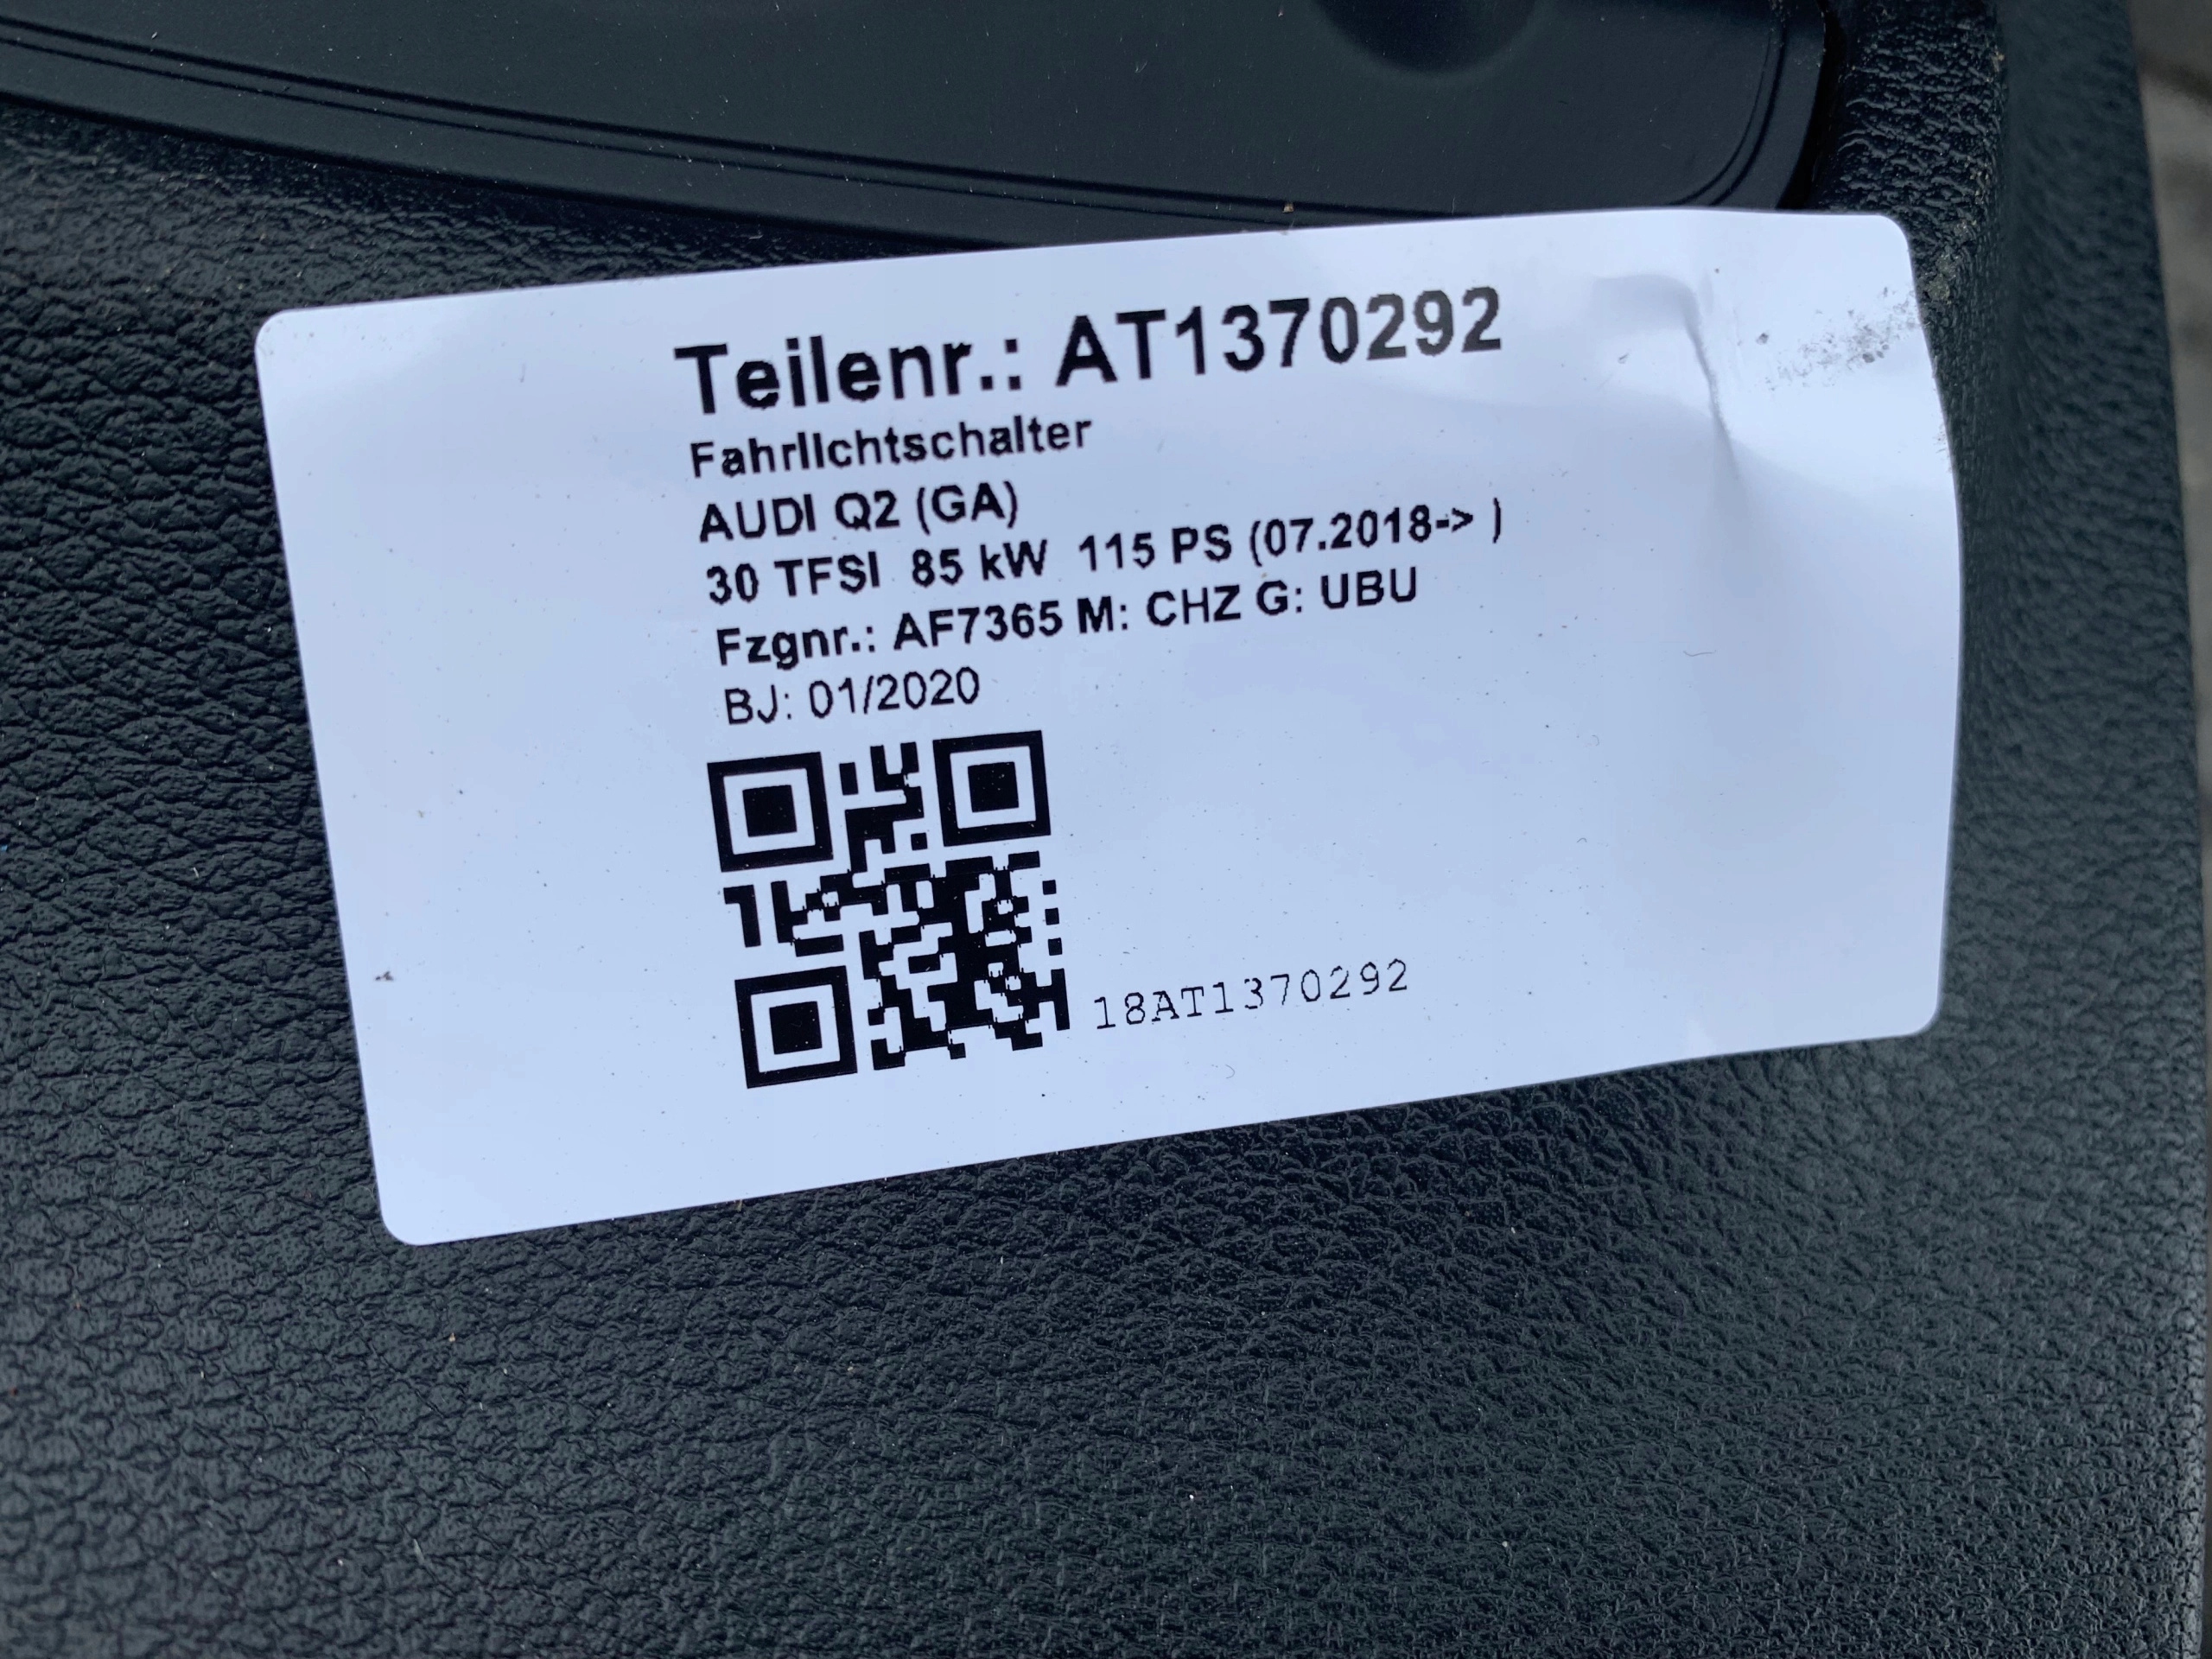 Teilenr.: AT1370292
Fahrlichtschalter
AUDI Q2 (GA)
30 TFSI 85 kW 115 PS (07.2018-> )
Fzgnr.: AF7365 M: CHZ G: UBU
BJ: 01/2020
18AT1370292